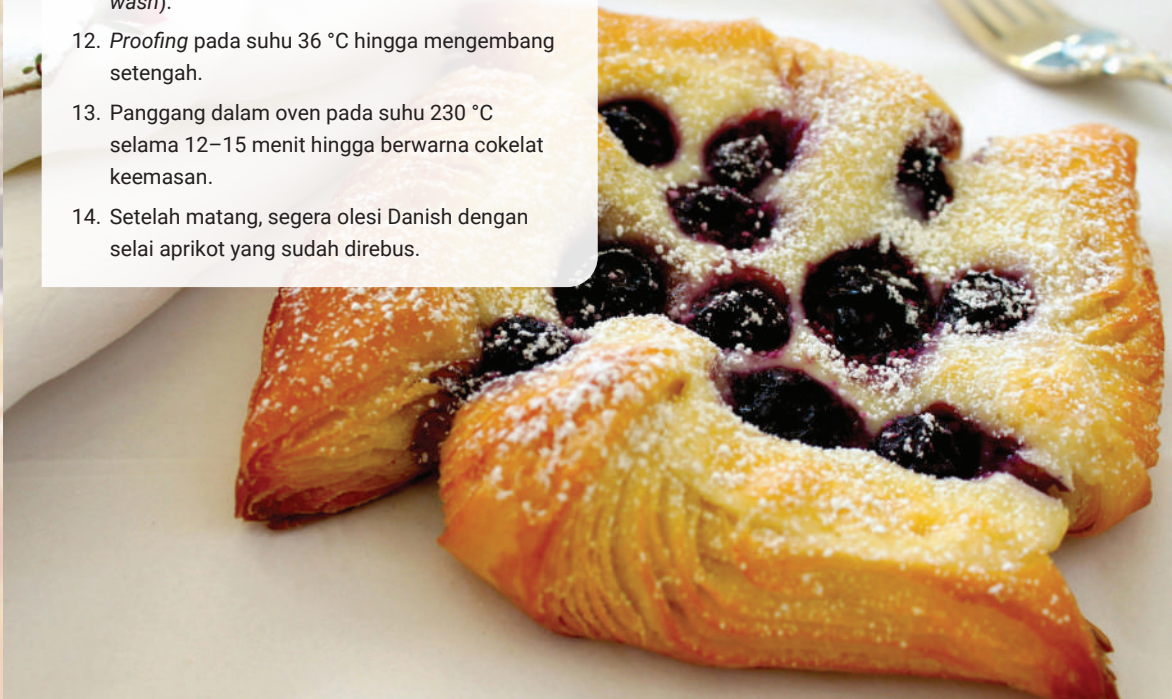 wash).
12. Proofing pada suhu 36 °C hingga mengembang
setengah.
13. Panggang dalam oven pada suhu 230 °C
selama 12–15 menit hingga berwarna cokelat
keemasan.
14. Setelah matang, segera olesi Danish dengan
selai aprikot yang sudah direbus.